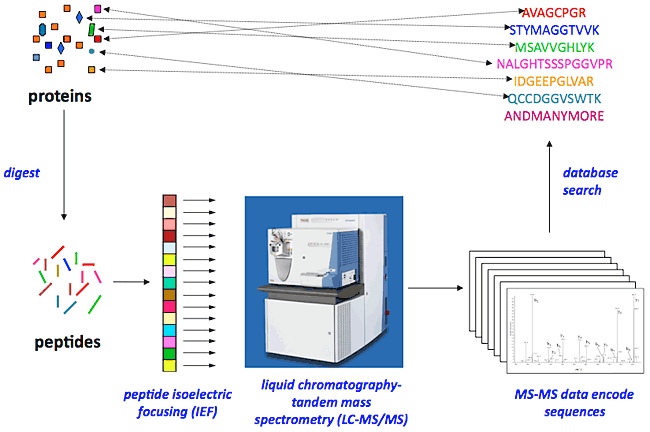 AVAGCPGR
STYMAGGTVVK
MSAVVGHLYK
NALGHTSSSPGGVPR
IDGEEPGLVAR
QCCDGGVSWTK
ANDMANYMORE
proteins
digest
database
search
peptides
peptide isoelectric
focusing (IEF)
liquid chromatography-
tandem mass
spectrometry (LC-MS/MS)
MS-MS data encode
sequences